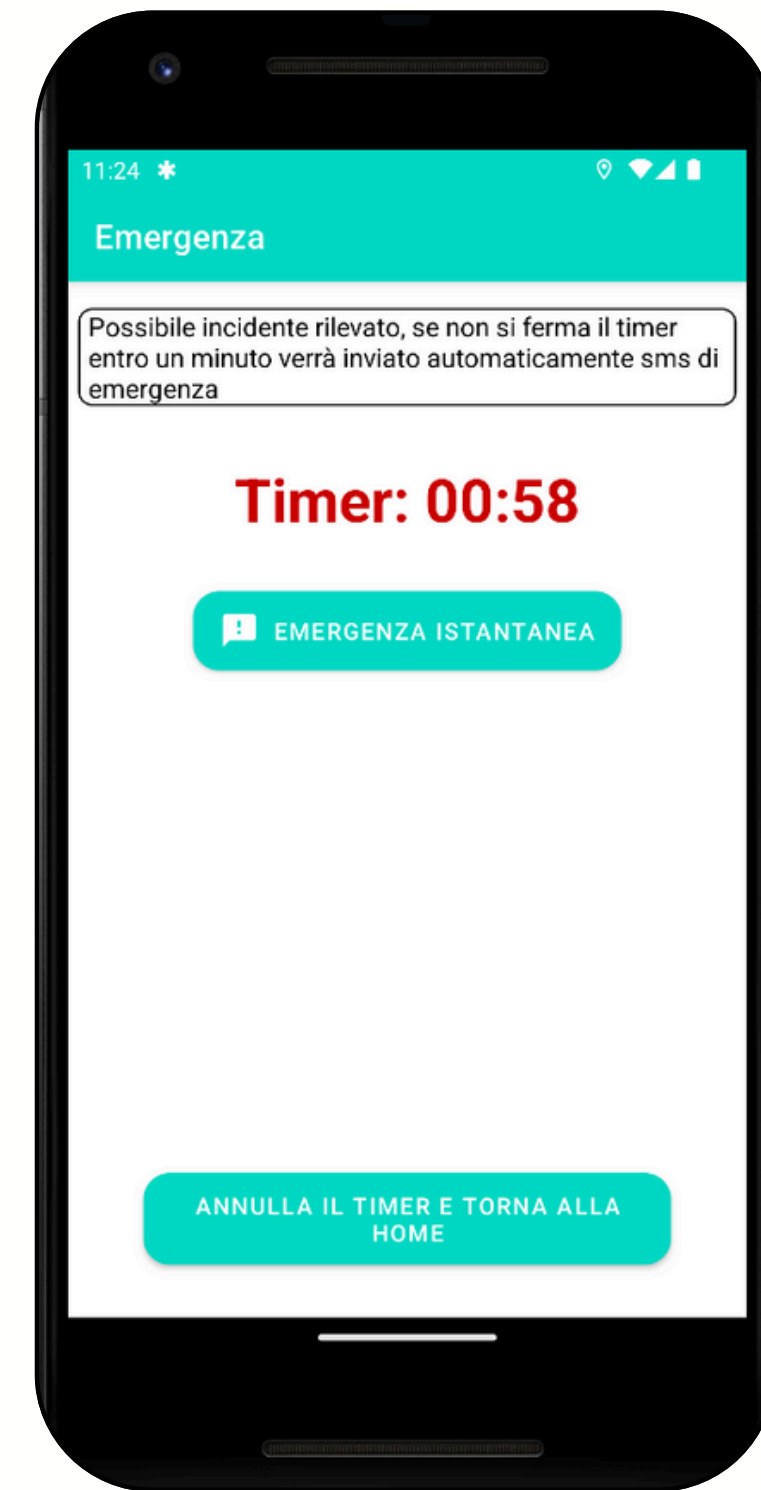 11:24
Emergenza
Possibile incidente rilevato, se non si ferma il timer
entro un minuto verrà inviato automaticamente sms di
emergenza
Timer: 00:58
EMERGENZA ISTANTANEA
ANNULLA IL TIMER E TORNA ALLA
HOME